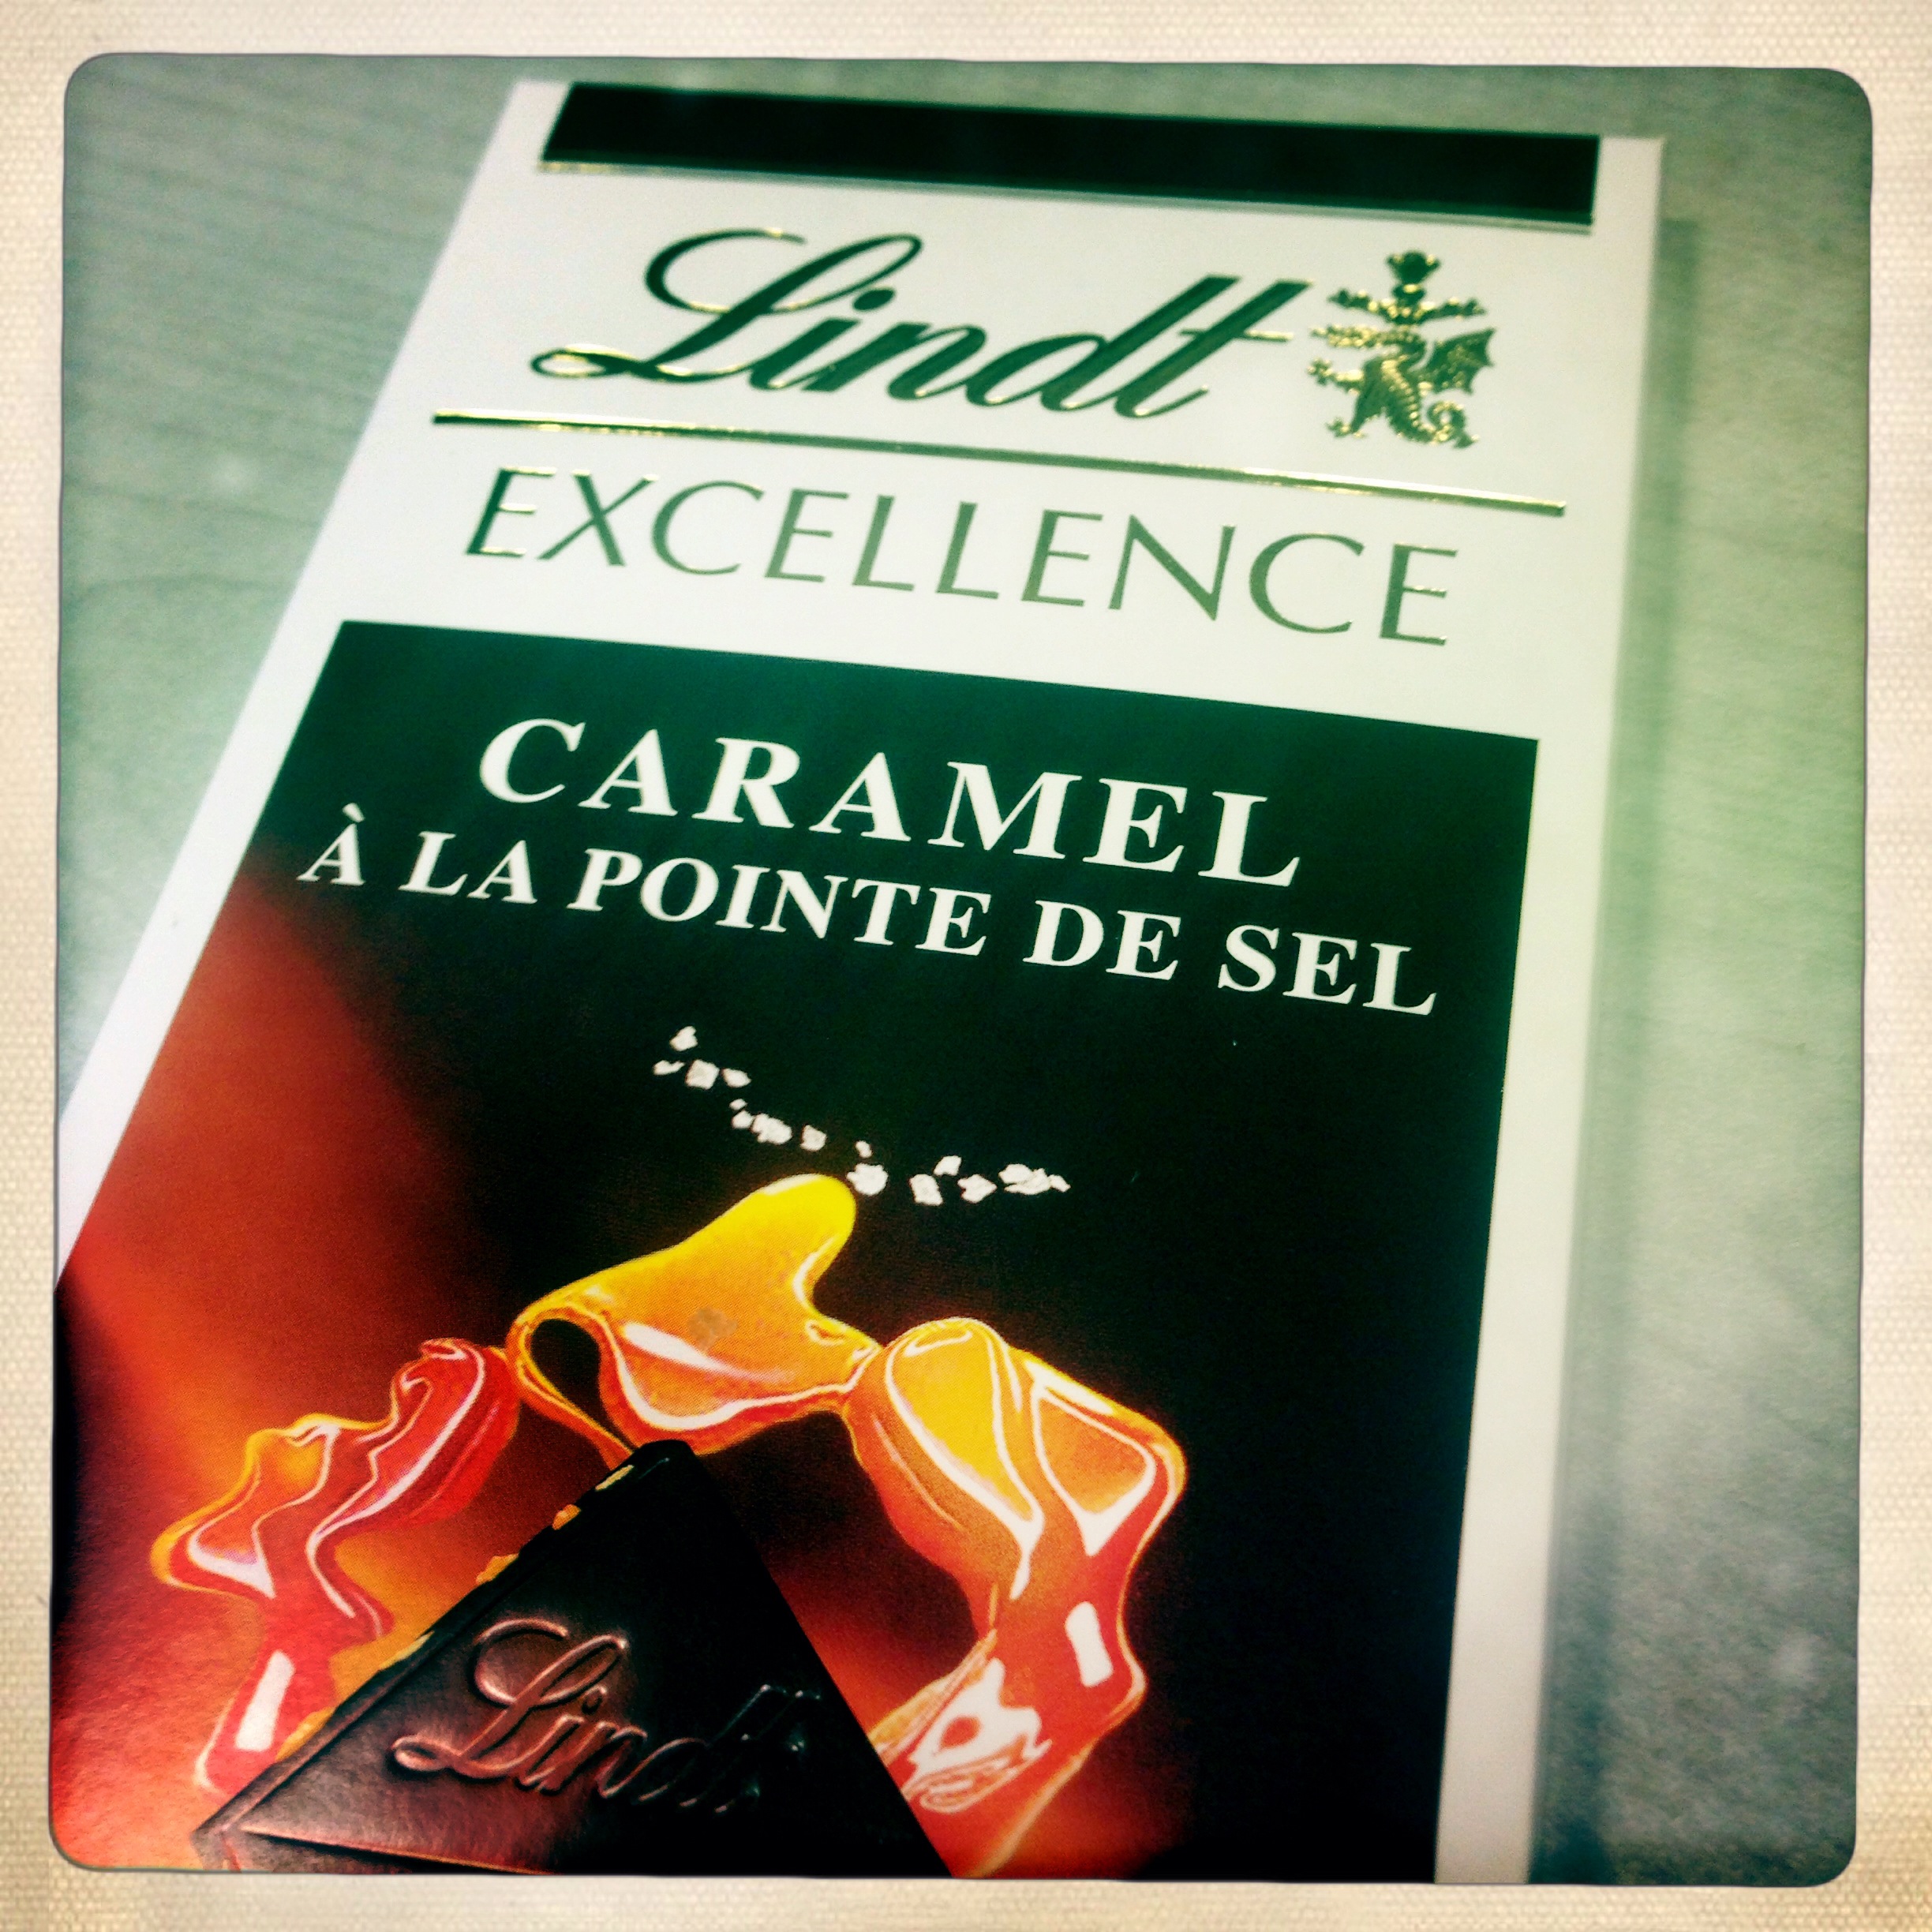 Lindt
EXCELLENCE
CARAMEL
À LA POINTE DE SEL
Lindt